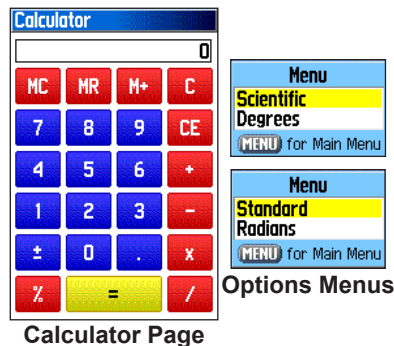 Calculator
0
MC MR M+ C
7 8 9 CE
4 5 6 +
1 2 3 -
± 0 . x
% = /
Calculator Page
Menu
Scientific
Degrees
MENU for Main Menu
Menu
Standard
Radians
MENU for Main Menu
Options Menus